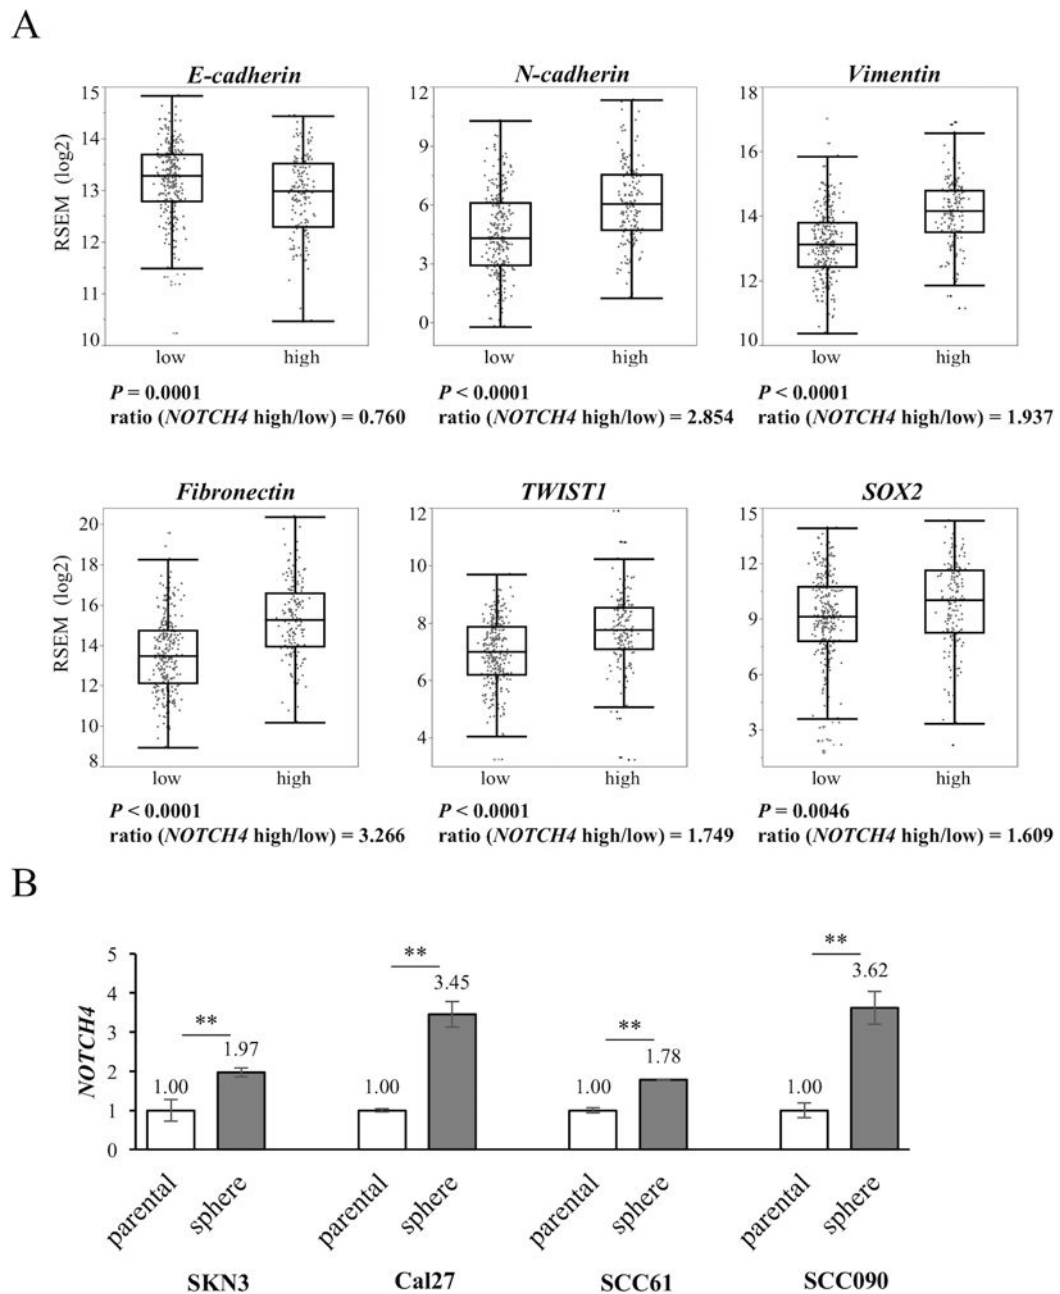 A
E-cadherin N-cadherin Vimentin
RSEM (log2)
15
14
13
12
11
10
low high
12
9
6
3
0
low high
18
16
14
12
10
low high
P = 0.0001
ratio (NOTCH4 high/low) = 0.760
P < 0.0001
ratio (NOTCH4 high/low) = 2.854
P < 0.0001
ratio (NOTCH4 high/low) = 1.937
Fibronectin TWIST1 SOX2
RSEM (log2)
20
18
16
14
12
10
8
low high
12
10
8
6
4
low high
15
12
9
6
3
low high
P < 0.0001
ratio (NOTCH4 high/low) = 3.266
P < 0.0001
ratio (NOTCH4 high/low) = 1.749
P = 0.0046
ratio (NOTCH4 high/low) = 1.609
B
NOTCH4
5
4
3
2
1
0
** ** ** **
1.00 1.97 1.00 3.45 1.00 1.78 1.00 3.62
parental sphere parental sphere parental sphere parental sphere
SKN3 Cal27 SCC61 SCC090